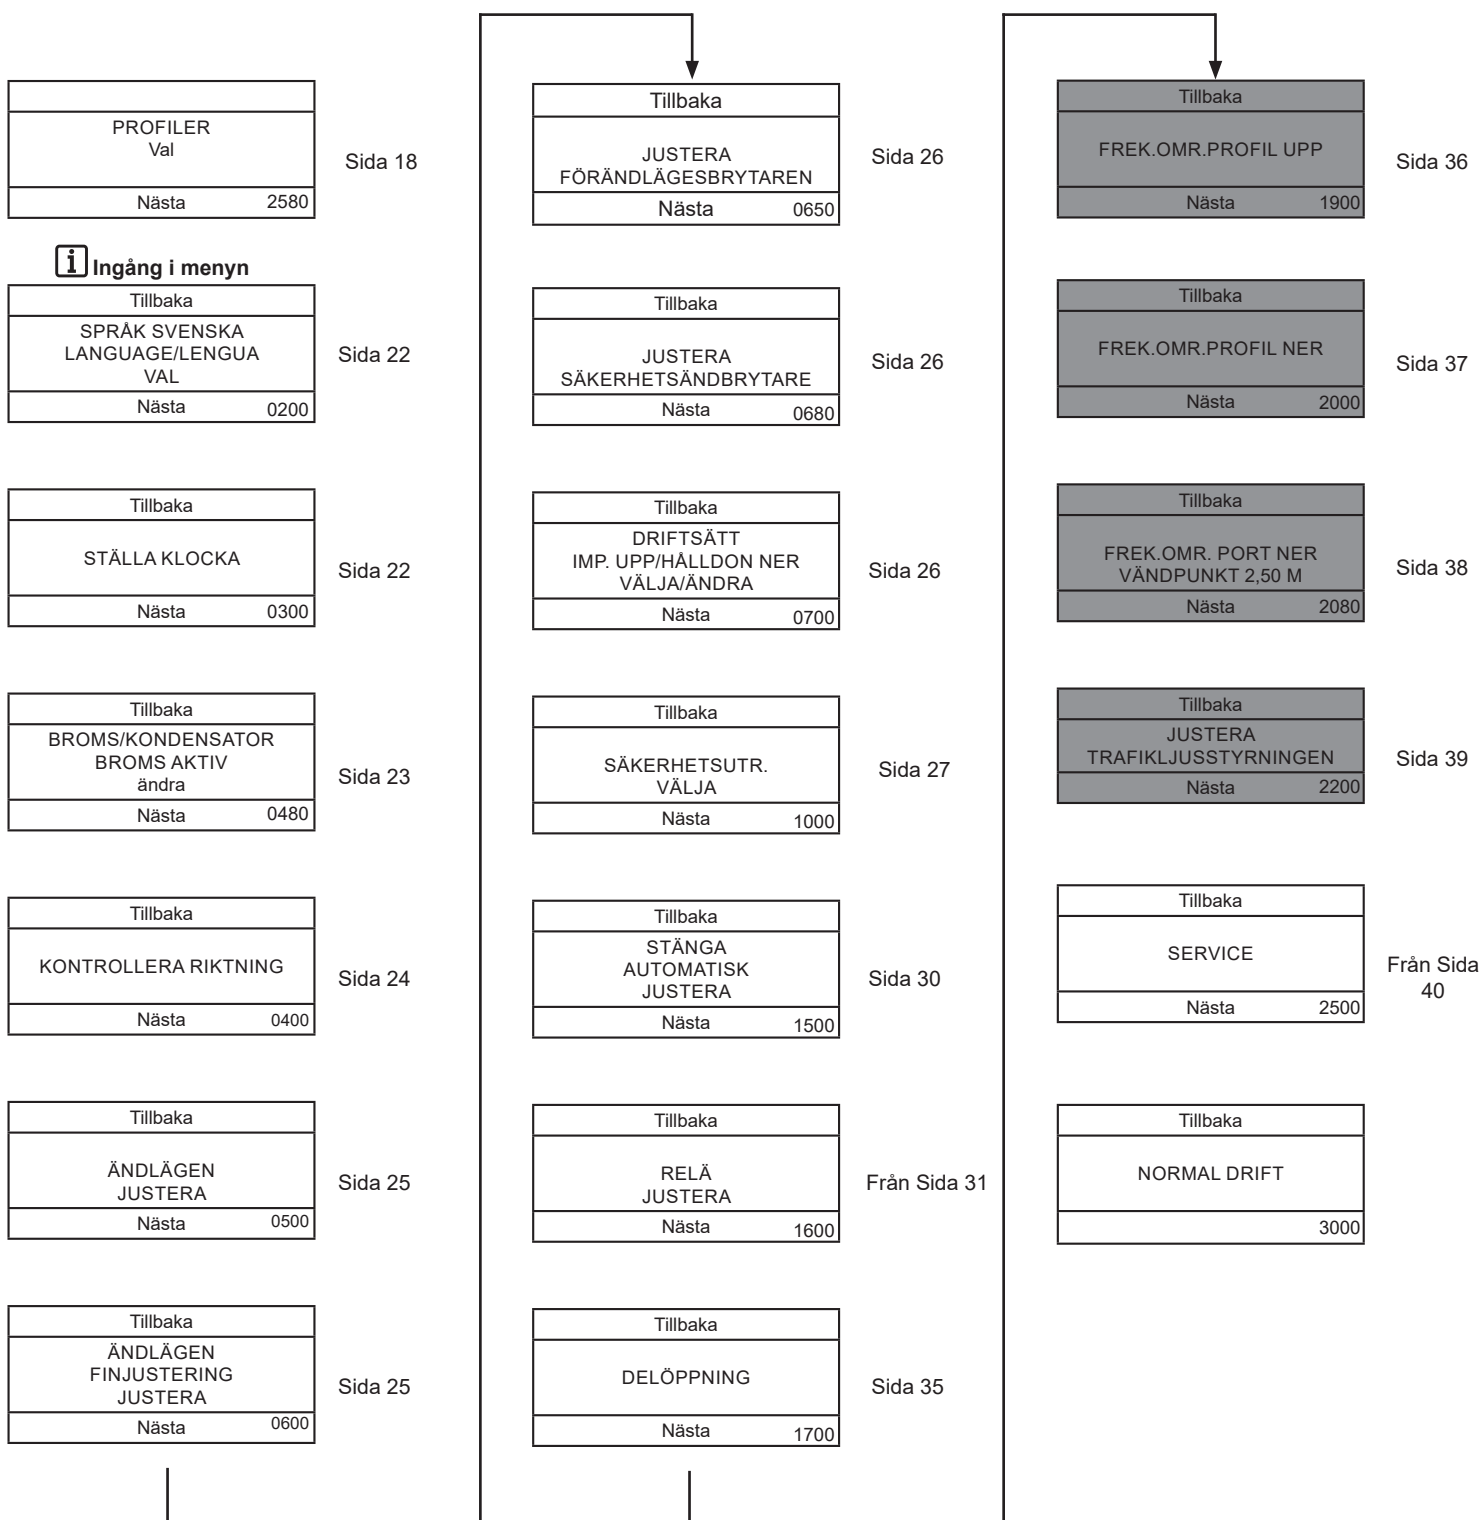 PROFILER
Val
Nästa 2580
Sida 18
i Ingång i menyn
Tillbaka
SPRÅK SVENSKA
LANGUAGE/LENGUA
VAL
Nästa 0200
Sida 22
Tillbaka
STÄLLA KLOCKA
Nästa 0300
Sida 22
Tillbaka
BROMS/KONDENSATOR
BROMS AKTIV
ändra
Nästa 0480
Sida 23
Tillbaka
KONTROLLERA RIKTNING
Nästa 0400
Sida 24
Tillbaka
ÄNDLÄGEN
JUSTERA
Nästa 0500
Sida 25
Tillbaka
ÄNDLÄGEN
FINJUSTERING
JUSTERA
Nästa 0600
Sida 25
Tillbaka
JUSTERA
FÖRÄNDLÄGESBRYTAREN
Nästa 0650
Sida 26
Tillbaka
JUSTERA
SÄKERHETSÄNDBRYTARE
Nästa 0680
Sida 26
Tillbaka
DRIFTSÄTT
IMP. UPP/HÅLLDON NER
VÄLJA/ÄNDRA
Nästa 0700
Sida 26
Tillbaka
SÄKERHETSUTR.
VÄLJA
Nästa 1000
Sida 27
Tillbaka
STÄNGA
AUTOMATISK
JUSTERA
Nästa 1500
Sida 30
Tillbaka
RELÄ
JUSTERA
Nästa 1600
Från Sida 31
Tillbaka
DELÖPPNING
Nästa 1700
Sida 35
Tillbaka
FREK.OMR.PROFIL UPP
Nästa 1900
Sida 36
Tillbaka
FREK.OMR.PROFIL NER
Nästa 2000
Sida 37
Tillbaka
FREK.OMR. PORT NER
VÄNDPUNKT 2,50 M
Nästa 2080
Sida 38
Tillbaka
JUSTERA
TRAFIKLJUSSTYRNINGEN
Nästa 2200
Sida 39
Tillbaka
SERVICE
Nästa 2500
Från Sida
40
Tillbaka
NORMAL DRIFT
3000